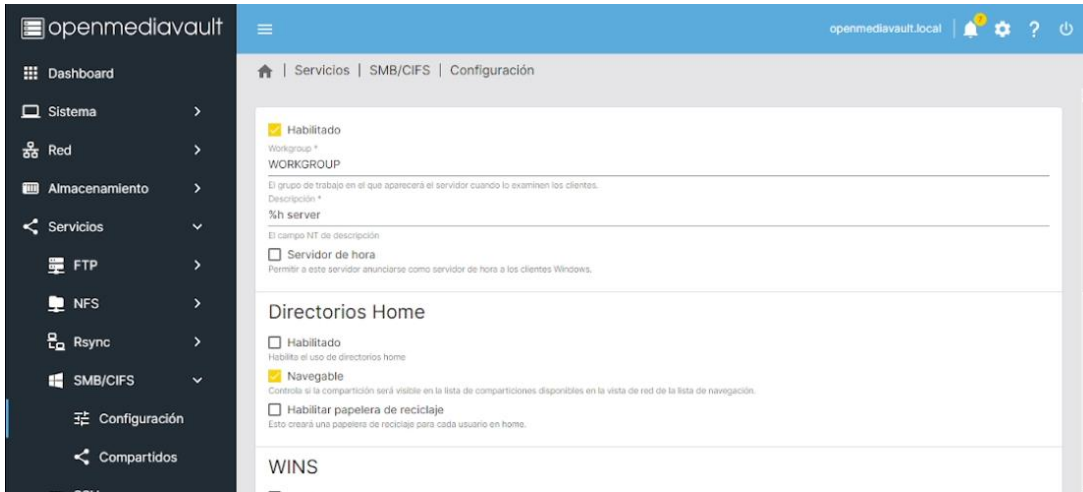 openmediavault
openmediavault.local
?
Dashboard
Sistema
Red
Almacenamiento
Servicios
FTP
NFS
Rsync
SMB/CIFS
Configuración
Compartidos
| Servicios | SMB/CIFS | Configuración
Habilitado
Workgroup *
WORKGROUP
El grupo de trabajo en el que aparecerá el servidor cuando lo examinen los clientes.
Descripción *
%h server
El campo NT de descripción
Servidor de hora
Permitir a este servidor anunciarse como servidor de hora a los clientes Windows.
Directorios Home
Habilitado
Habilita el uso de directorios home
Navegable
Controla si la compartición será visible en la lista de comparticiones disponibles en la vista de red de la lista de navegación.
Habilitar papelera de reciclaje
Esto creará una papelera de reciclaje para cada usuario en home.
WINS